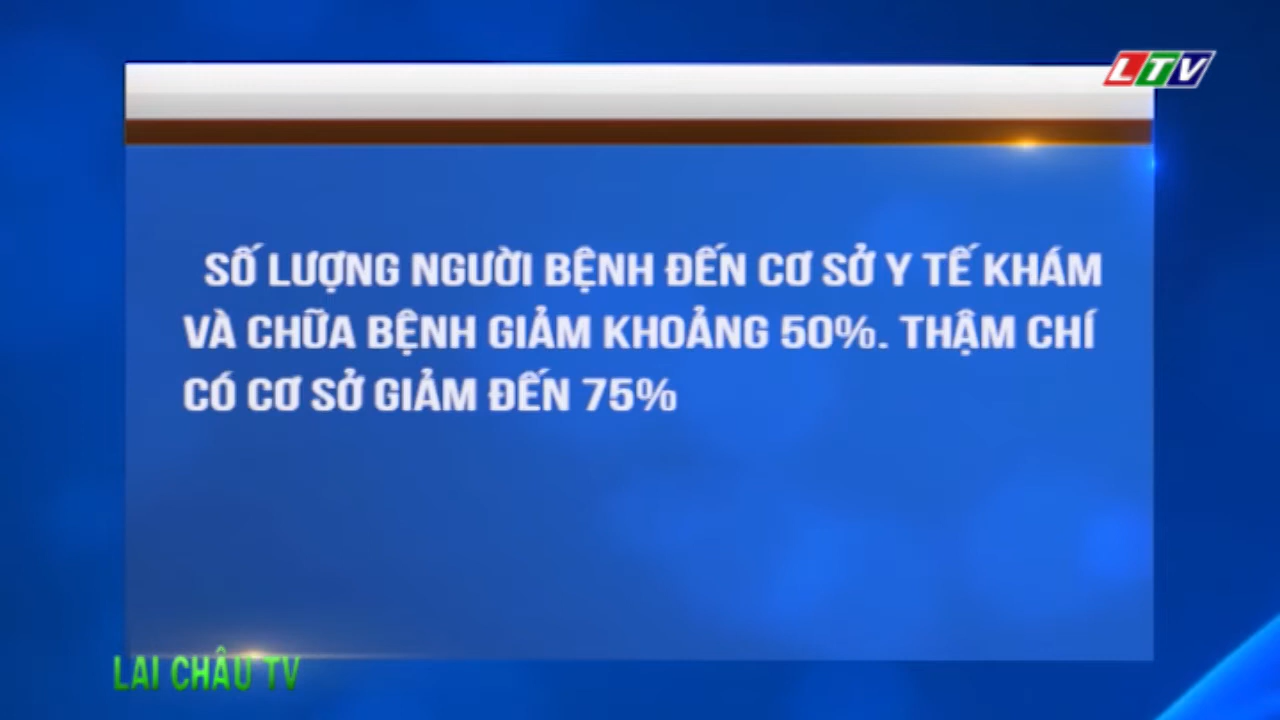 LTV
SỐ LƯỢNG NGƯỜI BỆNH ĐẾN CƠ SỞ Y TẾ KHÁM
VÀ CHỮA BỆNH GIẢM KHOẢNG 50%. THẬM CHÍ
CÓ CƠ SỞ GIẢM ĐẾN 75%
LAI CHÂU TV